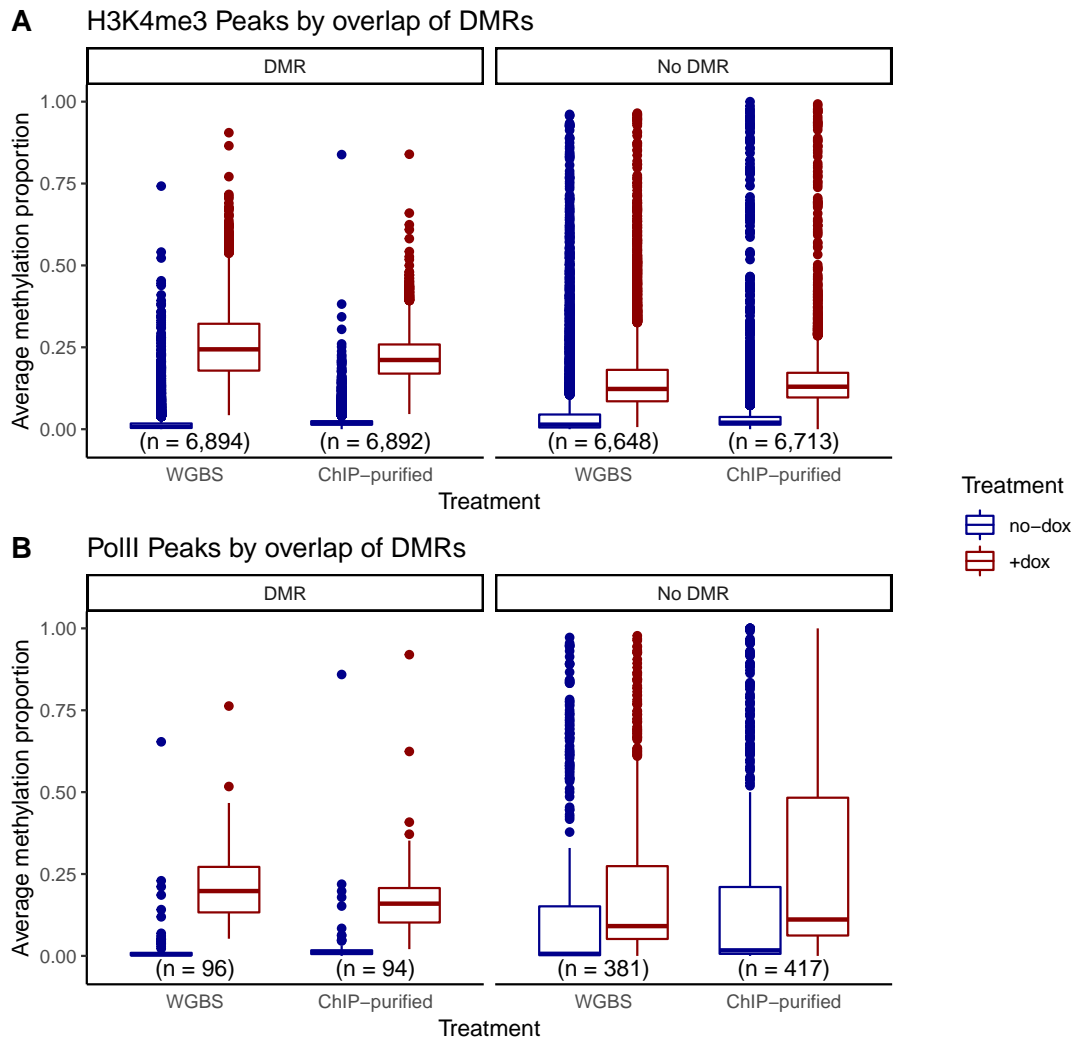 A H3K4me3 Peaks by overlap of DMRs
DMR No DMR
Average methylation proportion
1.00
0.75
0.50
0.25
0.00
(n = 6,894) (n = 6,892) (n = 6,648) (n = 6,713)
WGBS ChIP−purified WGBS ChIP−purified
Treatment
B PolII Peaks by overlap of DMRs
DMR No DMR
Average methylation proportion
1.00
0.75
0.50
0.25
0.00
(n = 96) (n = 94) (n = 381) (n = 417)
WGBS ChIP−purified WGBS ChIP−purified
Treatment
Treatment
no−dox
+dox